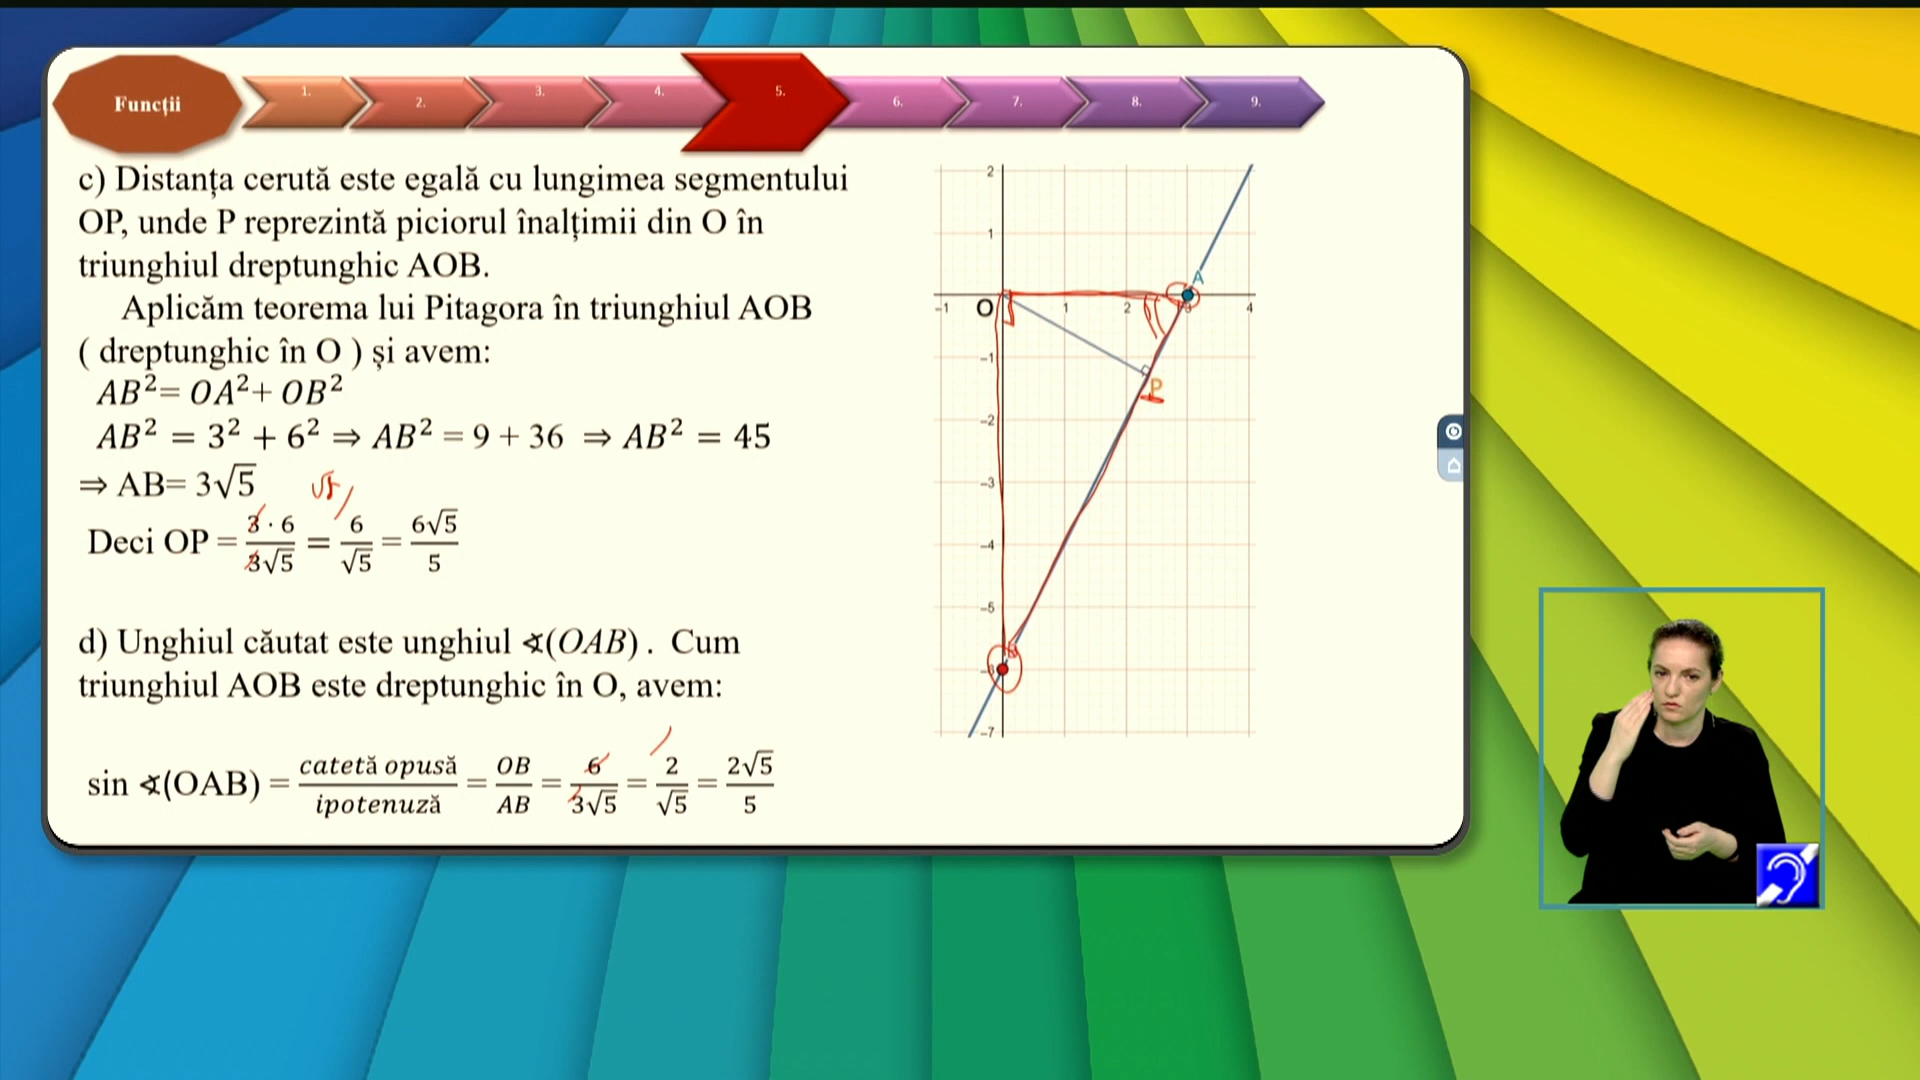 Funcții
1.
2.
3.
4.
5.
6.
7.
8.
9.
c) Distanța cerută este egală cu lungimea segmentului
OP, unde P reprezintă piciorul înalțimii din O în
triunghiul dreptunghic AOB.
Aplicăm teorema lui Pitagora în triunghiul AOB
( dreptunghic în O ) și avem:
AB²= OA²+ OB²
AB² = 3² + 6² ⇒ AB² = 9 + 36 ⇒ AB² = 45
⇒ AB= 3√5
√5
Deci OP = (3 · 6)/(3√5) = 6/√5 = 6√5/5
d) Unghiul căutat este unghiul ∢(OAB) . Cum
triunghiul AOB este dreptunghic în O, avem:
sin ∢(OAB) = catetă opusă/ipotenuză = OB/AB = 6/(3√5) = 2/√5 = 2√5/5
2
1
A
-1 O 1 2 3 4
-1
P
-2
-3
-4
-5
-7